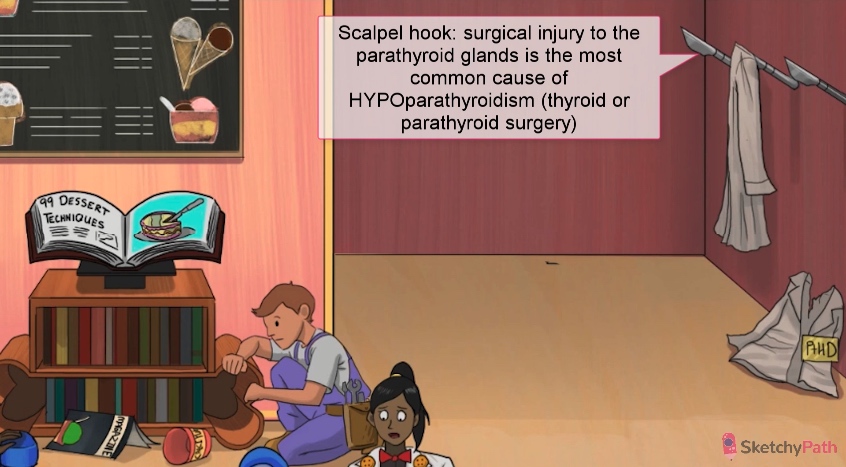 Scalpel hook: surgical injury to the
parathyroid glands is the most
common cause of
HYPOparathyroidism (thyroid or
parathyroid surgery)
99 DESSERT
TECHNIQUES
MAGAZINE
PHD
SketchyPath